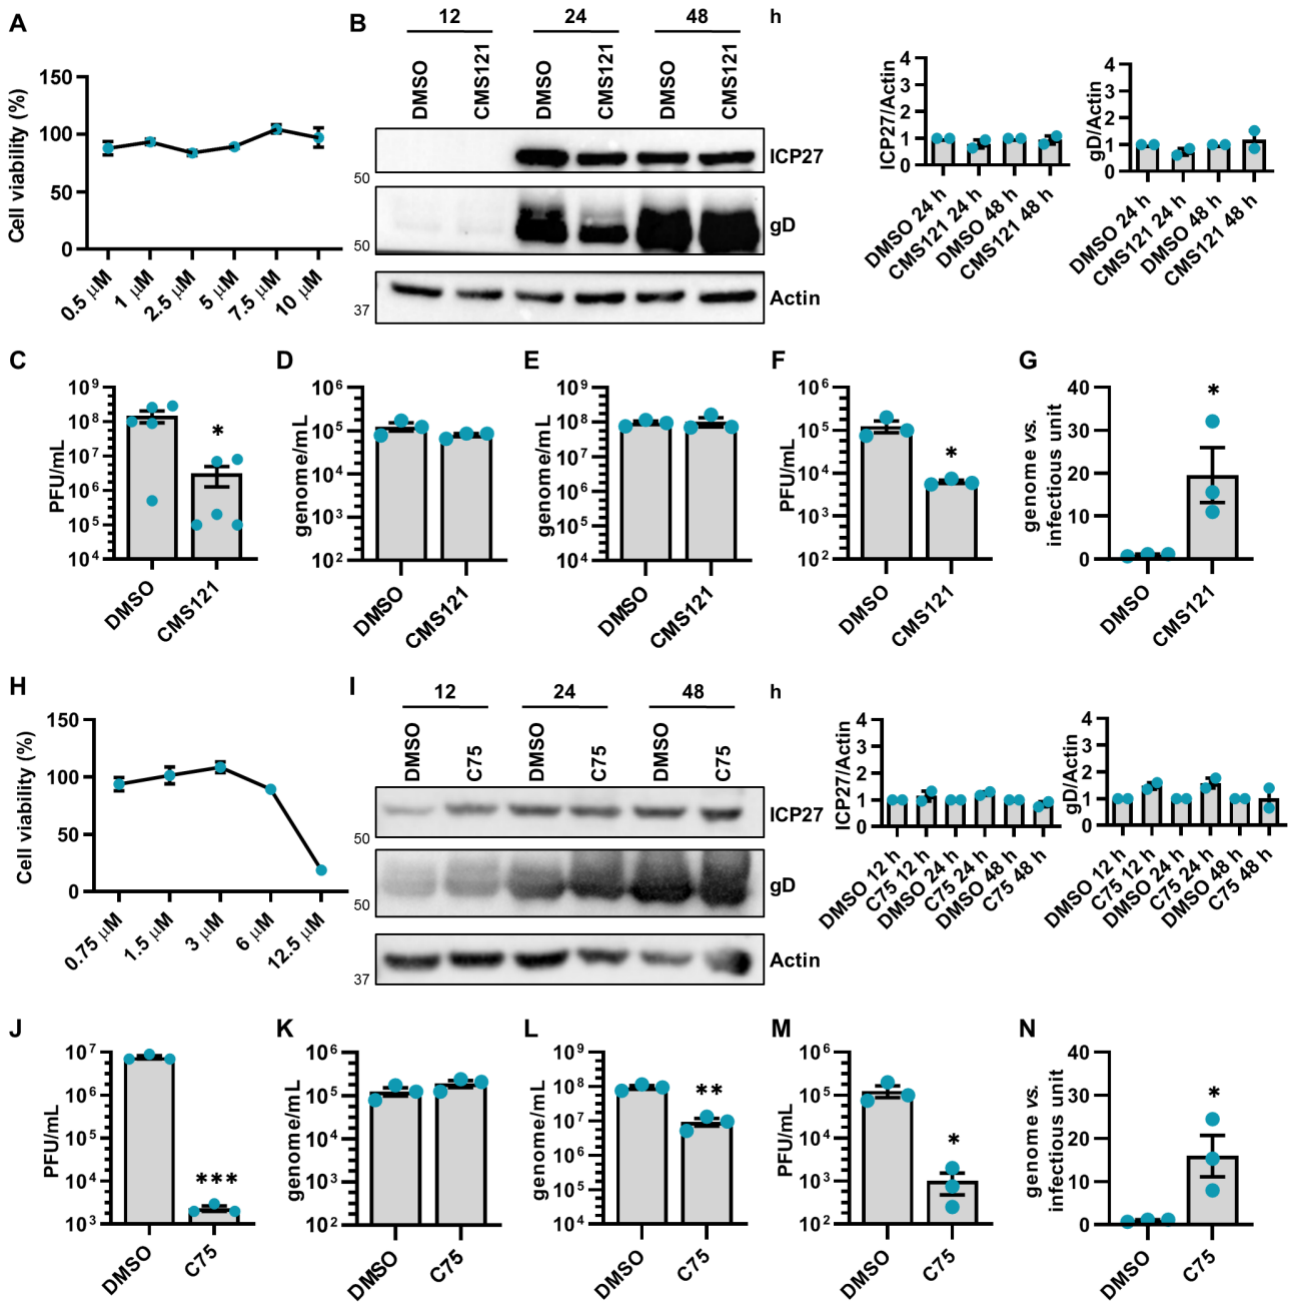 A
Cell viability (%)
150
100
50
0
0.5 μM
1 μM
2.5 μM
5 μM
7.5 μM
10 μM
B
12
24
48
h
DMSO
CMS121
DMSO
CMS121
DMSO
CMS121
ICP27
50
gD
50
Actin
37
ICP27/Actin
4
3
2
1
0
DMSO 24 h
CMS121 24 h
DMSO 48 h
CMS121 48 h
gD/Actin
4
3
2
1
0
DMSO 24 h
CMS121 24 h
DMSO 48 h
CMS121 48 h
C
PFU/mL
10⁹
10⁸
10⁷
10⁶
10⁵
10⁴
*
DMSO
CMS121
D
genome/mL
10⁶
10⁵
10⁴
10³
10²
DMSO
CMS121
E
genome/mL
10⁹
10⁸
10⁷
10⁶
10⁵
10⁴
DMSO
CMS121
F
PFU/mL
10⁶
10⁵
10⁴
10³
10²
*
DMSO
CMS121
G
genome vs.
infectious unit
40
30
20
10
0
*
DMSO
CMS121
H
Cell viability (%)
150
100
50
0
0.75 μM
1.5 μM
3 μM
6 μM
12.5 μM
I
12
24
48
h
DMSO
C75
DMSO
C75
DMSO
C75
ICP27
50
gD
50
Actin
37
ICP27/Actin
4
3
2
1
0
DMSO 12 h
C75 12 h
DMSO 24 h
C75 24 h
DMSO 48 h
C75 48 h
gD/Actin
4
3
2
1
0
DMSO 12 h
C75 12 h
DMSO 24 h
C75 24 h
DMSO 48 h
C75 48 h
J
PFU/mL
10⁷
10⁶
10⁵
10⁴
10³
***
DMSO
C75
K
genome/mL
10⁶
10⁵
10⁴
10³
10²
DMSO
C75
L
genome/mL
10⁹
10⁸
10⁷
10⁶
10⁵
10⁴
**
DMSO
C75
M
PFU/mL
10⁶
10⁵
10⁴
10³
10²
*
DMSO
C75
N
genome vs.
infectious unit
40
30
20
10
0
*
DMSO
C75